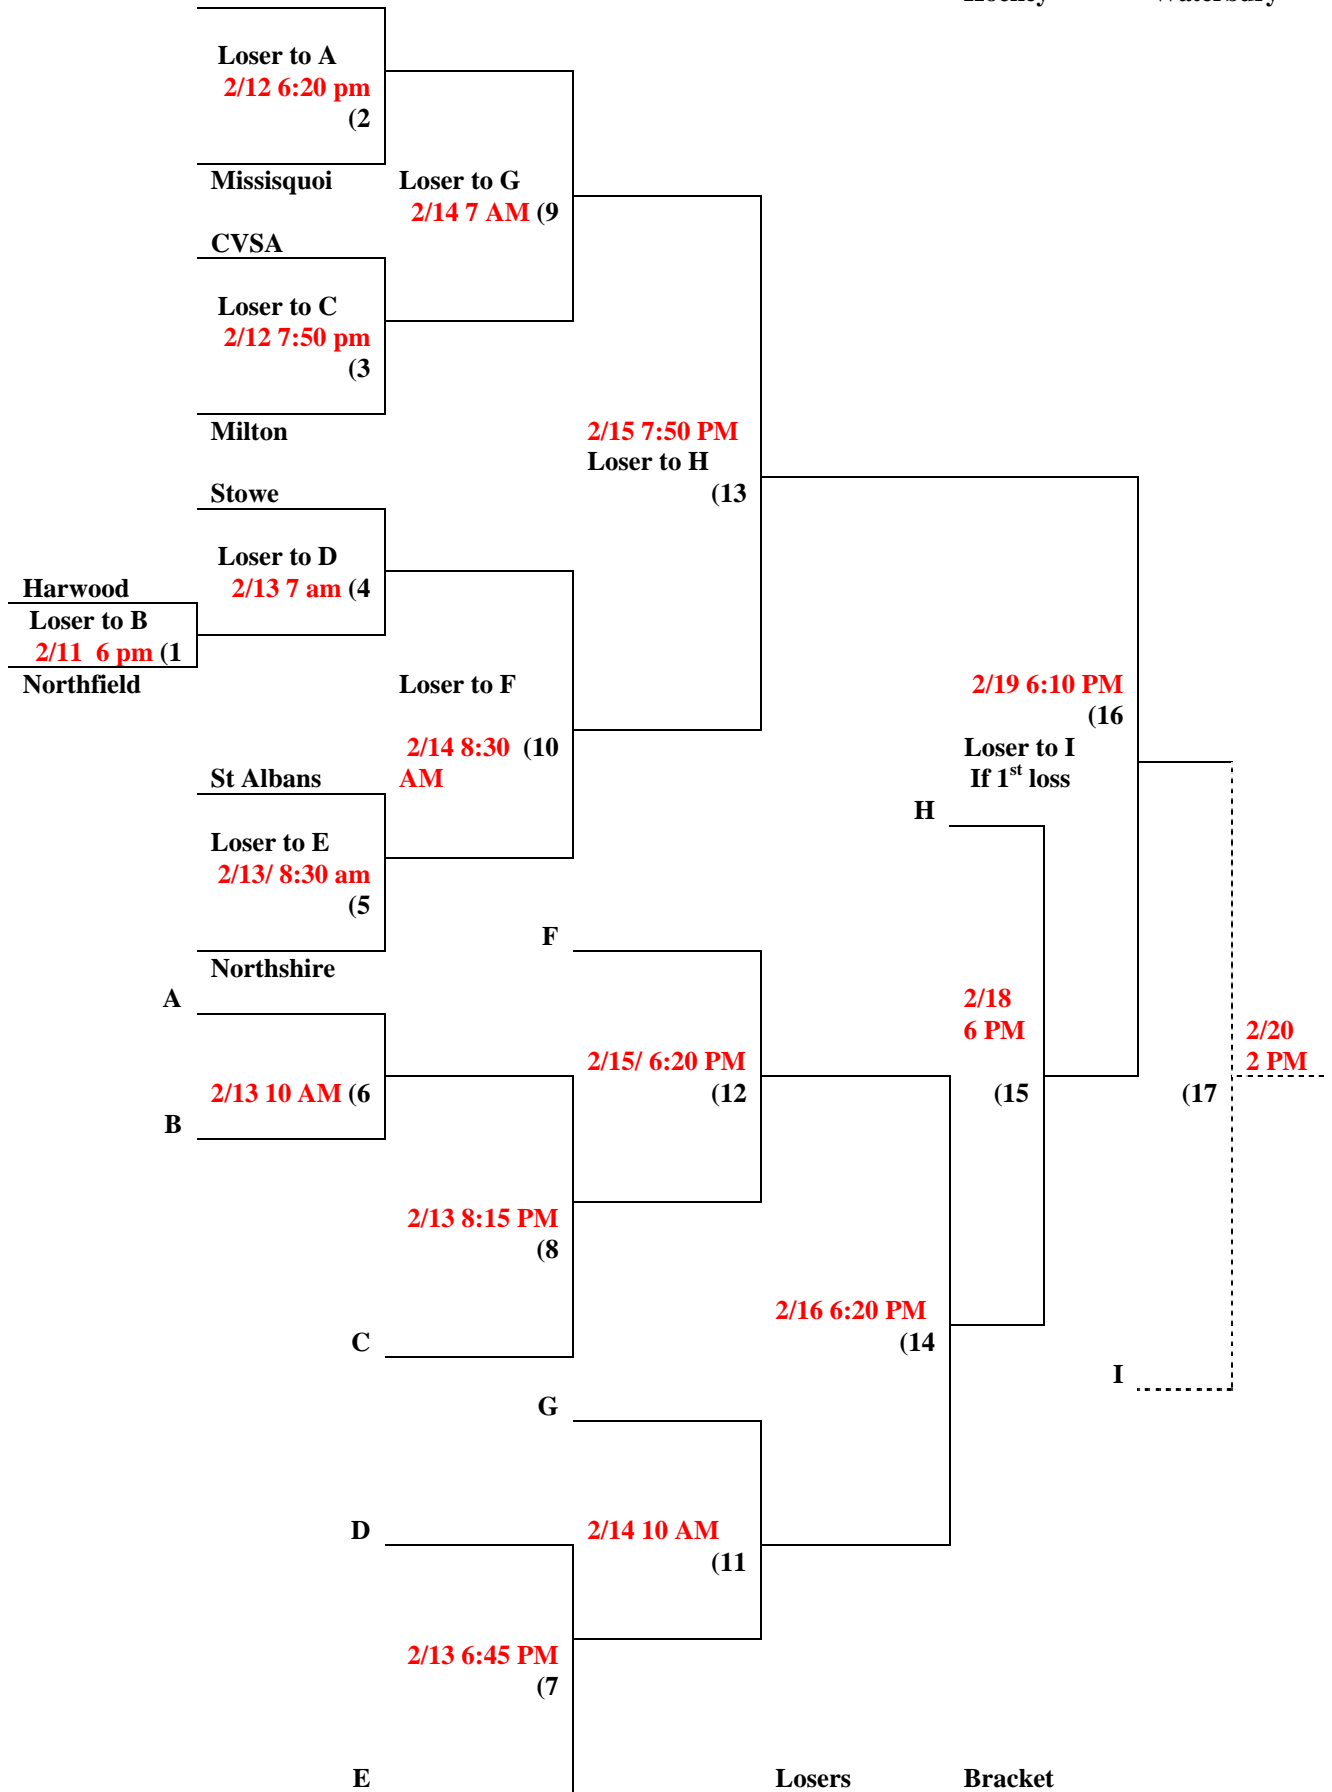 Hockey Waterbury
Loser to A
2/12 6:20 pm
(2
Missisquoi
Loser to G
2/14 7 AM (9
CVSA
Loser to C
2/12 7:50 pm
(3
Milton
2/15 7:50 PM
Loser to H
(13
Stowe
Loser to D
2/13 7 am (4
Harwood
Loser to B
2/11 6 pm (1
Northfield
Loser to F
2/14 8:30 (10
AM
2/19 6:10 PM
(16
Loser to I
If 1st loss
St Albans
Loser to E
2/13/ 8:30 am
(5
Northshire
H
F
A
2/13 10 AM (6
B
2/15/ 6:20 PM
(12
2/18
6 PM
(15
2/20
2 PM
(17
2/13 8:15 PM
(8
C
2/16 6:20 PM
(14
I
G
D
2/14 10 AM
(11
2/13 6:45 PM
(7
E
Losers Bracket